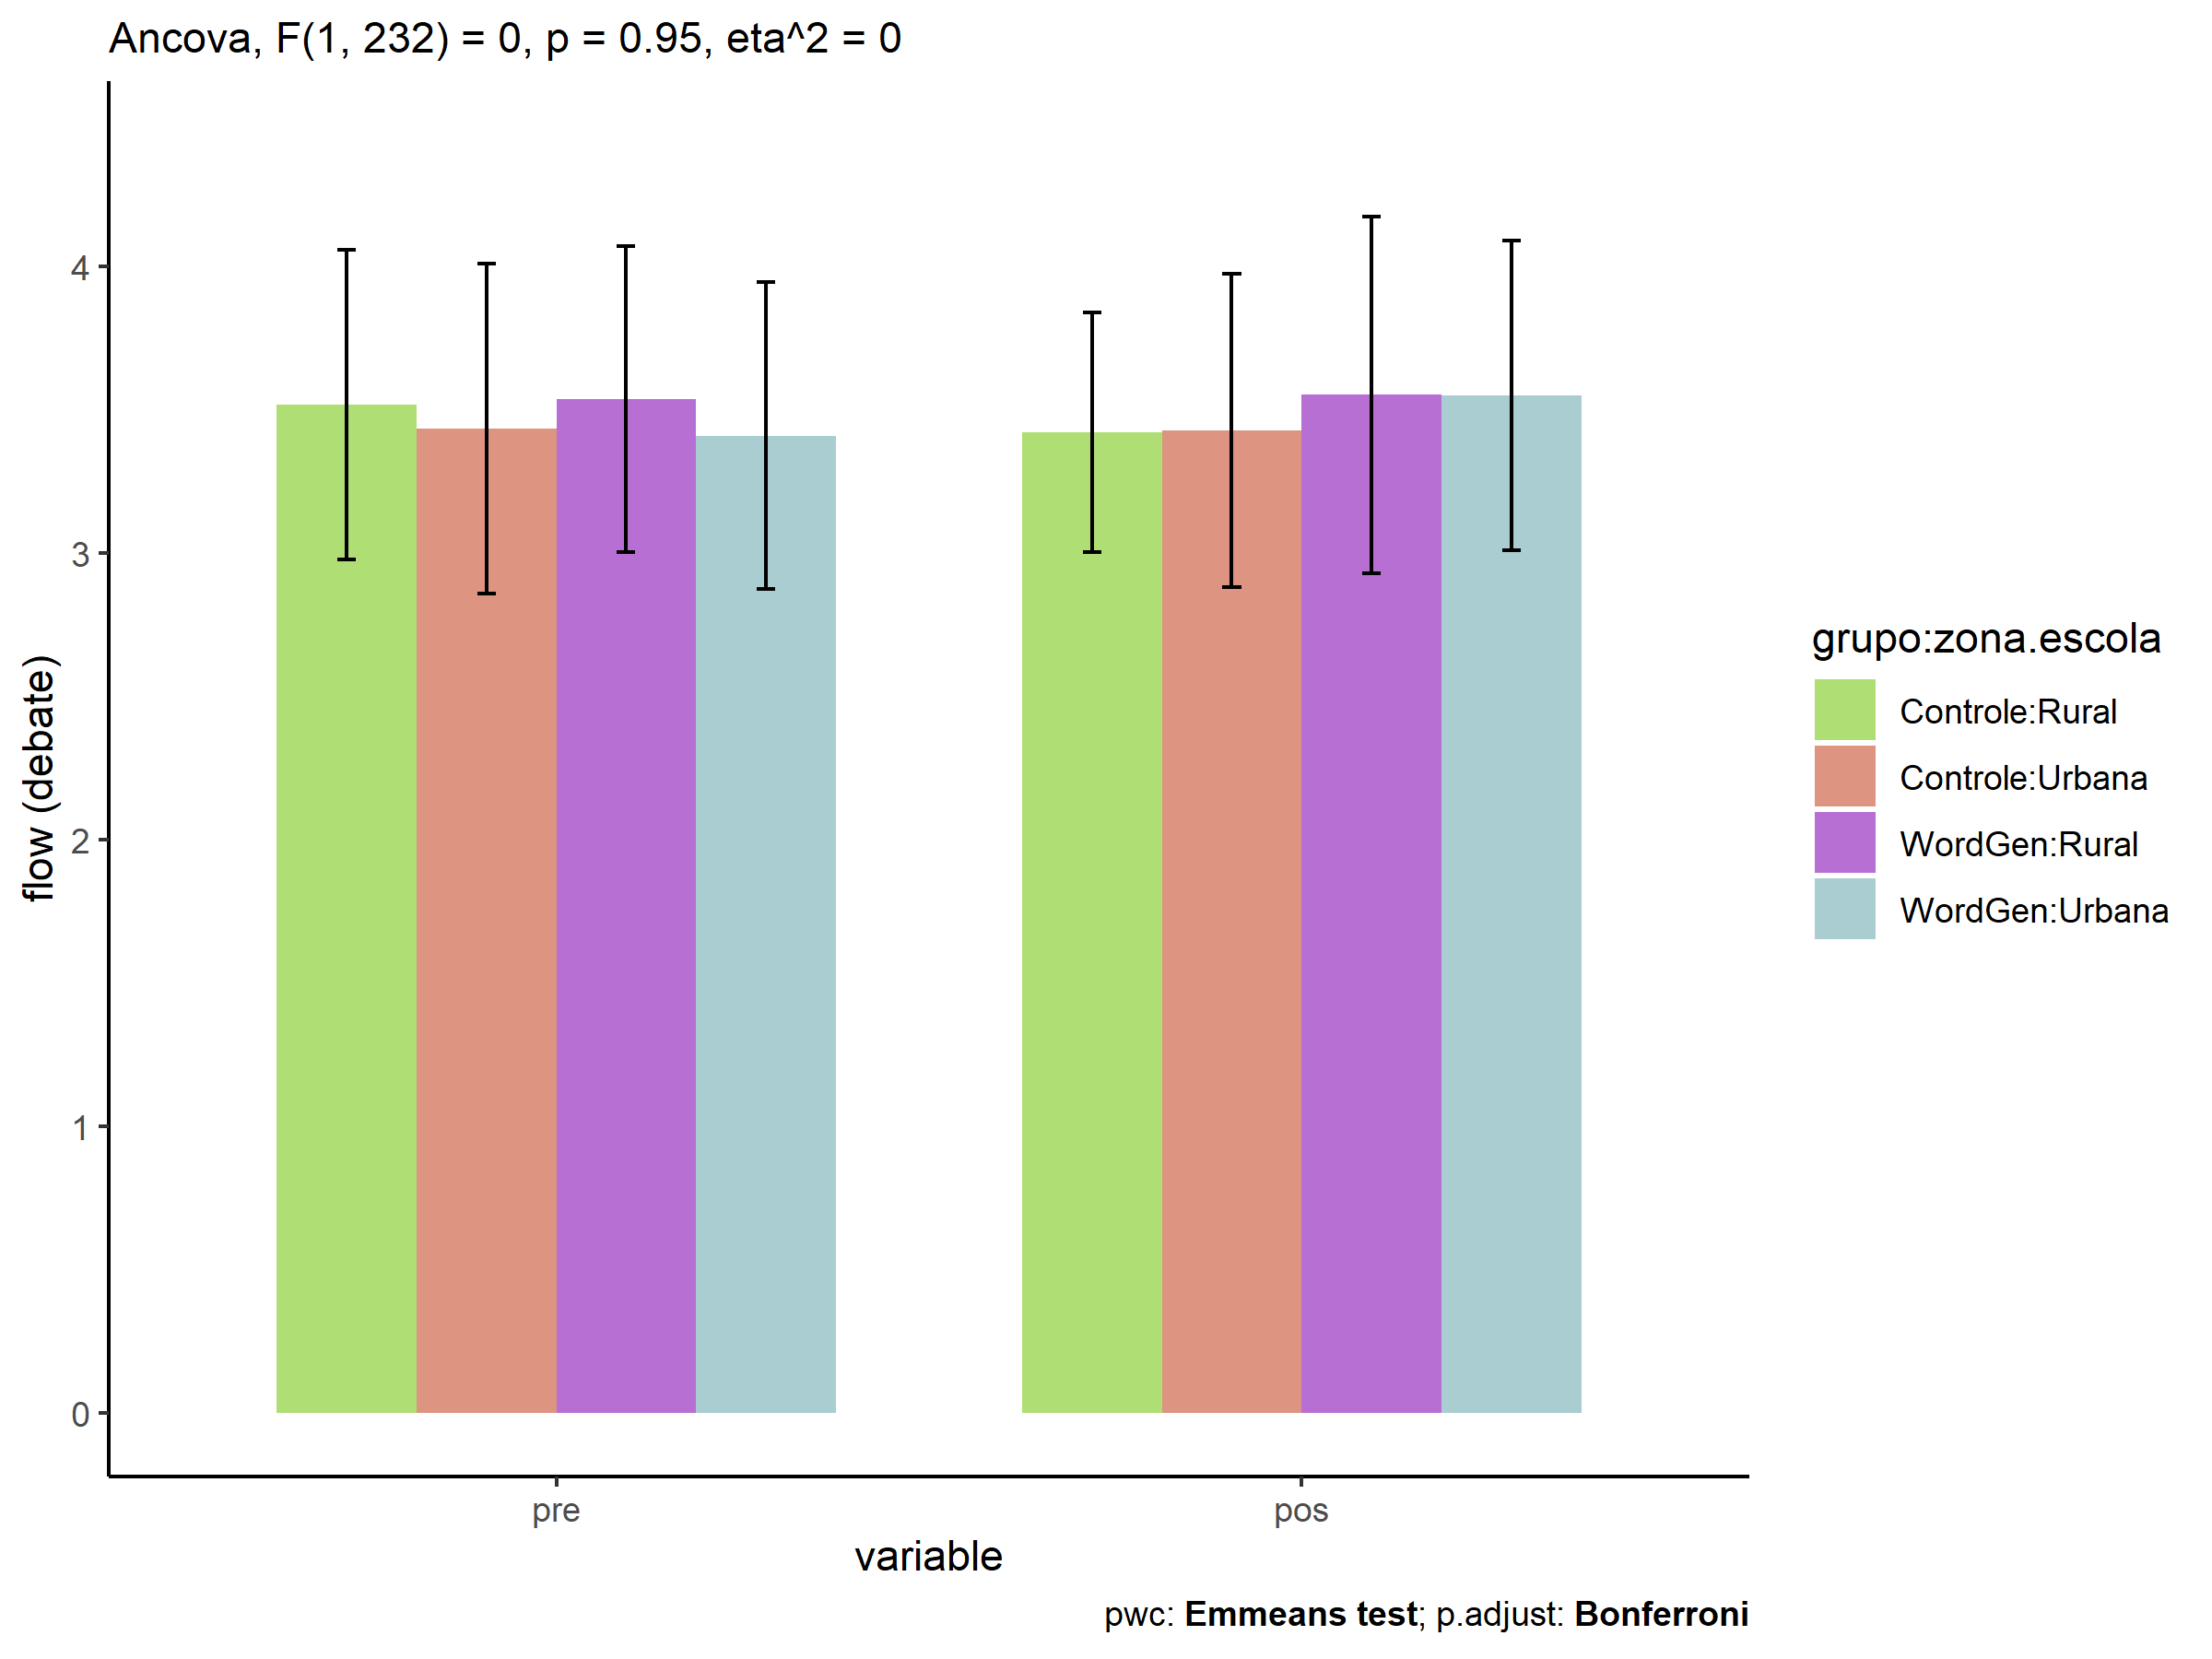 Ancova, F(1, 232) = 0, p = 0.95, eta^2 = 0
flow (debate)
4
3
2
1
0
pre
pos
variable
grupo:zona.escola
Controle:Rural
Controle:Urbana
WordGen:Rural
WordGen:Urbana
pwc: Emmeans test; p.adjust: Bonferroni